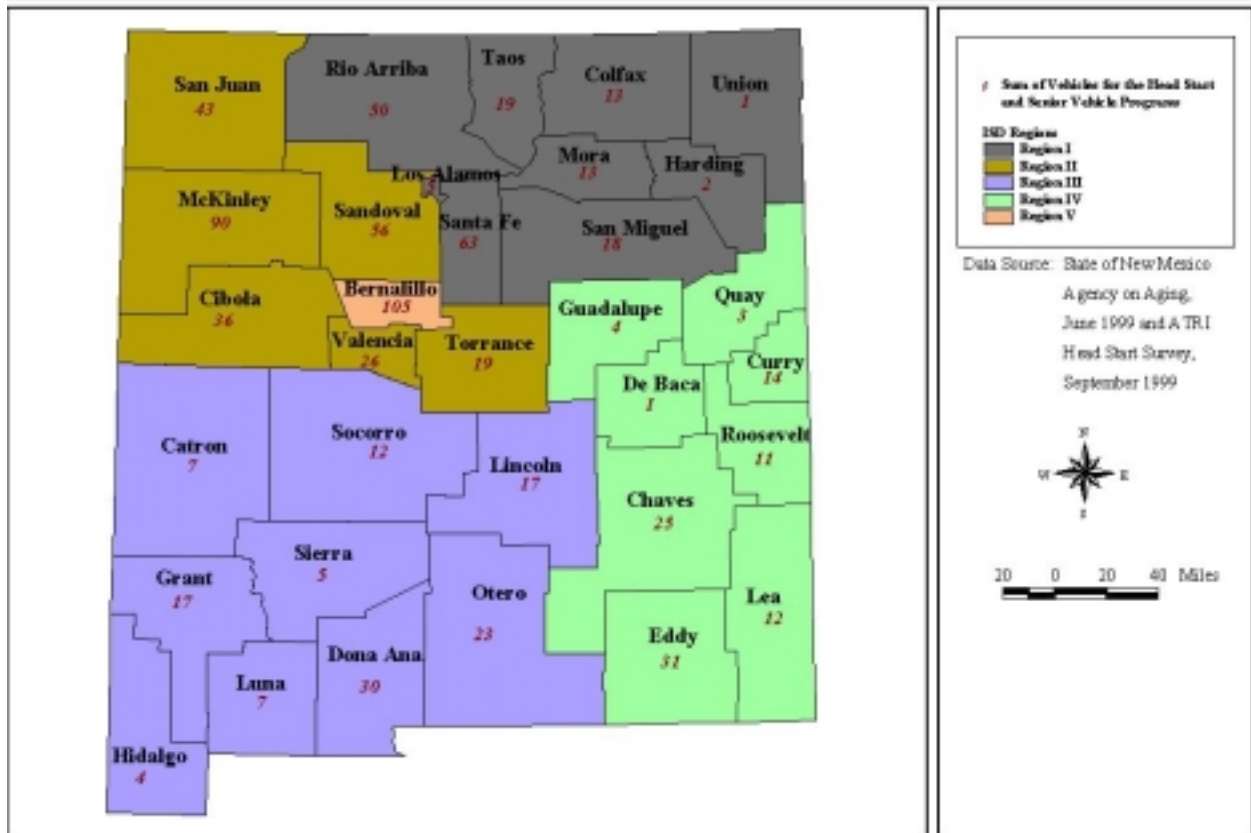 San Juan
43
Rio Arriba
50
Taos
19
Colfax
13
Union
1
Los Alamos
Mora
13
Harding
2
McKinley
90
Sandoval
56
Santa Fe
63
San Miguel
18
Bernalillo
105
Cibola
36
Valencia
26
Torrance
19
Guadalupe
4
Quay
3
Curry
14
De Baca
1
Roosevelt
11
Catron
7
Socorro
12
Lincoln
17
Chaves
25
Sierra
5
Grant
17
Otero
23
Lea
12
Eddy
31
Dona Ana
30
Luna
7
Hidalgo
4
# Sum of Vehicles for the Head Start
and Senior Vehicle Programs
ISD Regions
Region I
Region II
Region III
Region IV
Region V
Data Source: State of New Mexico
Agency on Aging,
June 1999 and ATRI
Head Start Survey,
September 1999
N
W E
S
20 0 20 40 Miles